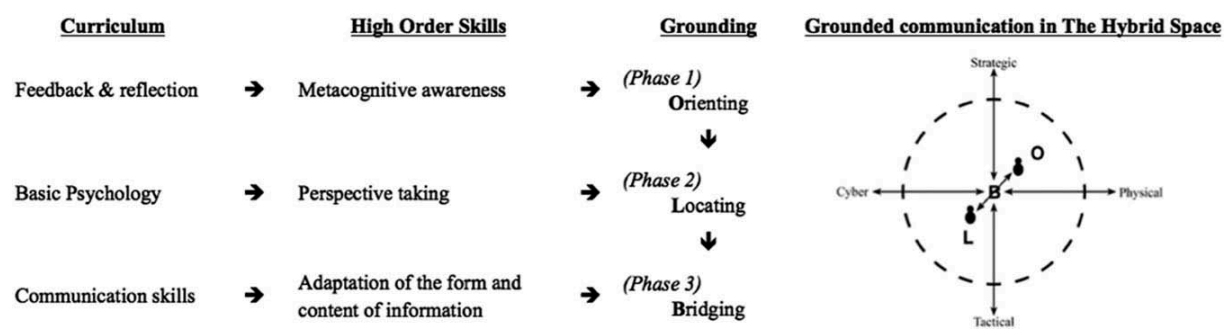 Curriculum High Order Skills Grounding Grounded communication in The Hybrid Space
Strategic
Feedback & reflection → Metacognitive awareness → (Phase 1)
Orienting
O
Basic Psychology → Perspective taking → (Phase 2)
Locating
Cyber B Physical
L
Communication skills → Adaptation of the form and
content of information → (Phase 3)
Bridging
Tactical